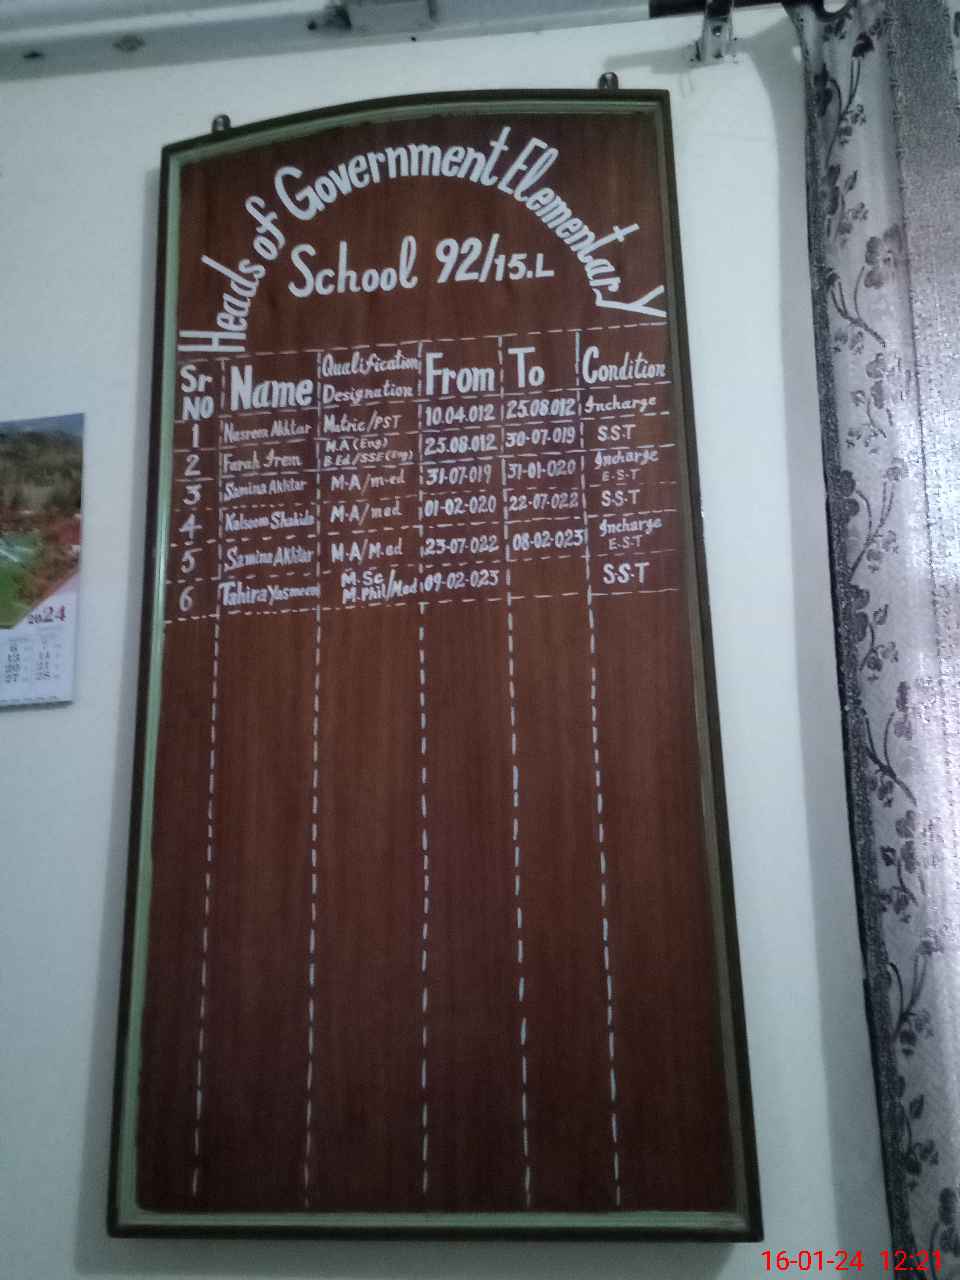 Heads of Government Elementary
School 92/15.L
Sr No Name Qualification Designation From To Condition
1 Nasreen Akhtar Matric/PST 10.04.012 25.08.012 Incharge
2 Farah Irem M.A (Eng) B.Ed/SSE (Eng) 25.08.012 30-07-019 S.S.T
3 Samina Akhtar M-A/m-ed 31-07-019 31-01-020 Incharge E-S-T
4 Kalsoom Shahida M-A/med 01-02-020 22-07-022 S-S-T
5 Samina Akhtar M-A/M.ed 23-07-022 08-02-023 Incharge E.S.T
6 Tahira Yasmeen M.Sc M.Phil/Med 09-02-023 S.S.T
2024
16-01-24 12:21